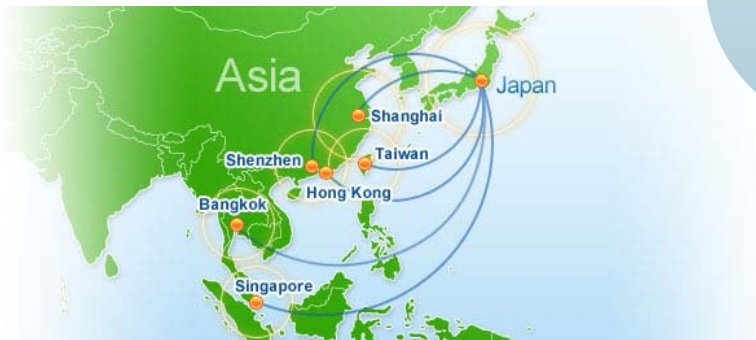 Asia
Japan
Shanghai
Taiwan
Shenzhen
Hong Kong
Bangkok
Singapore